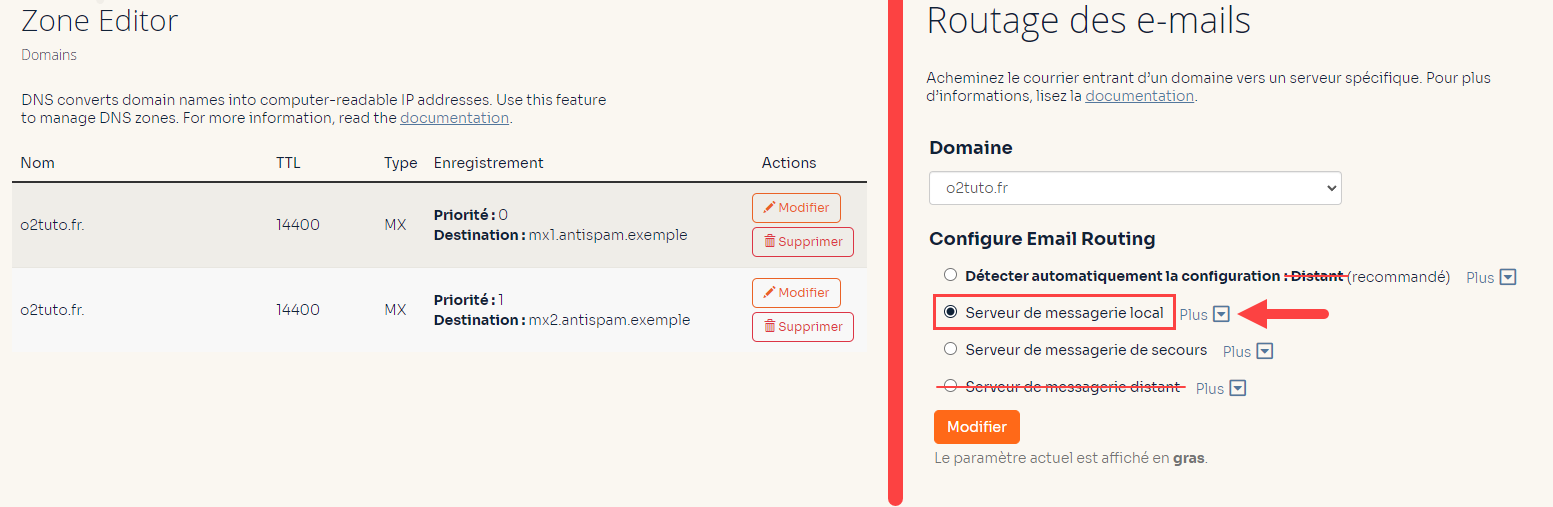 Zone Editor
Domains
DNS converts domain names into computer-readable IP addresses. Use this feature
to manage DNS zones. For more information, read the documentation.
Nom TTL Type Enregistrement Actions
o2tuto.fr. 14400 MX Priorité : 0
Destination : mx1.antispam.exemple
Modifier
Supprimer
o2tuto.fr. 14400 MX Priorité : 1
Destination : mx2.antispam.exemple
Modifier
Supprimer
Routage des e-mails
Acheminez le courrier entrant d’un domaine vers un serveur spécifique. Pour plus
d’informations, lisez la documentation.
Domaine
o2tuto.fr
Configure Email Routing
Détecter automatiquement la configuration : Distant (recommandé) Plus
Serveur de messagerie local Plus
Serveur de messagerie de secours Plus
Serveur de messagerie distant Plus
Modifier
Le paramètre actuel est affiché en gras.